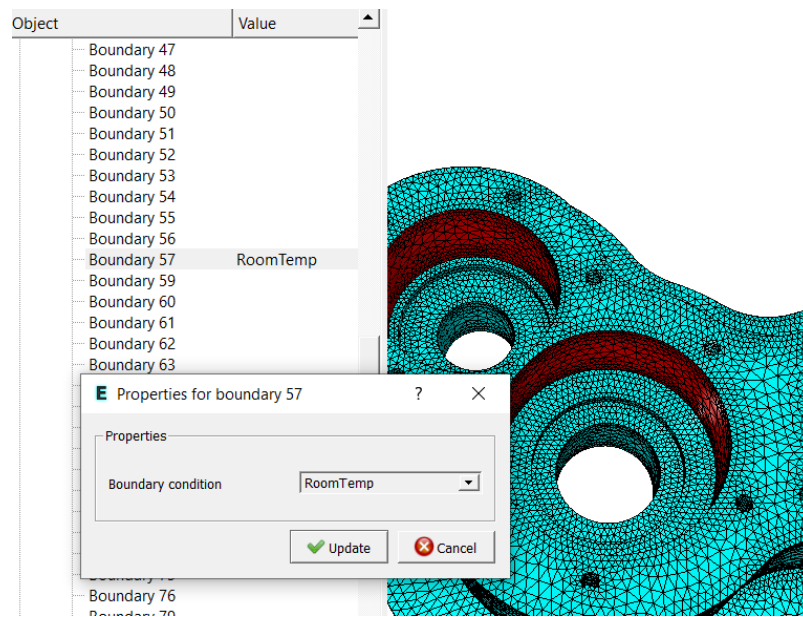 Object Value
Boundary 47
Boundary 48
Boundary 49
Boundary 50
Boundary 51
Boundary 52
Boundary 53
Boundary 54
Boundary 55
Boundary 56
Boundary 57 RoomTemp
Boundary 59
Boundary 60
Boundary 61
Boundary 62
Boundary 63
E Properties for boundary 57 ?
Properties
Boundary condition RoomTemp
Update Cancel
Boundary 76